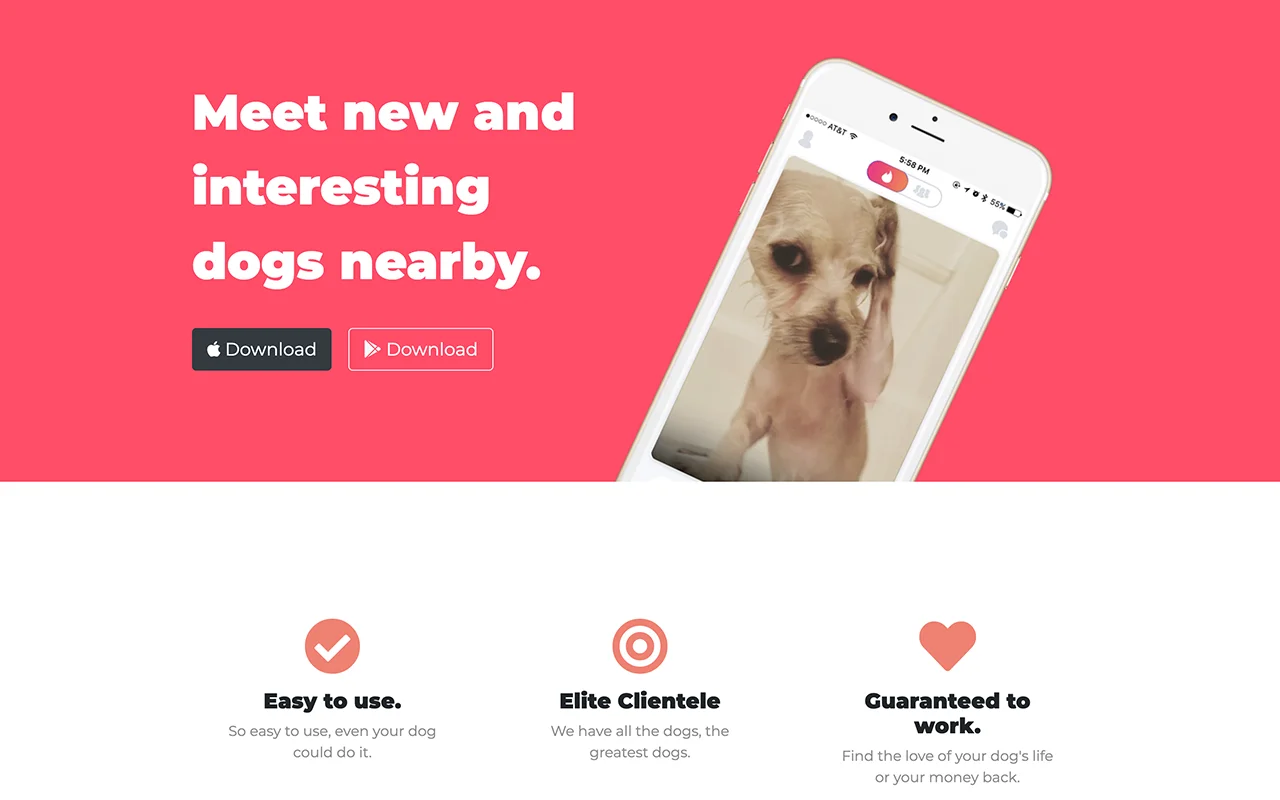 Meet new and
interesting
dogs nearby.
Download
Download
AT&T
5:58 PM
55%
Easy to use.
So easy to use, even your dog
could do it.
Elite Clientele
We have all the dogs, the
greatest dogs.
Guaranteed to
work.
Find the love of your dog's life
or your money back.